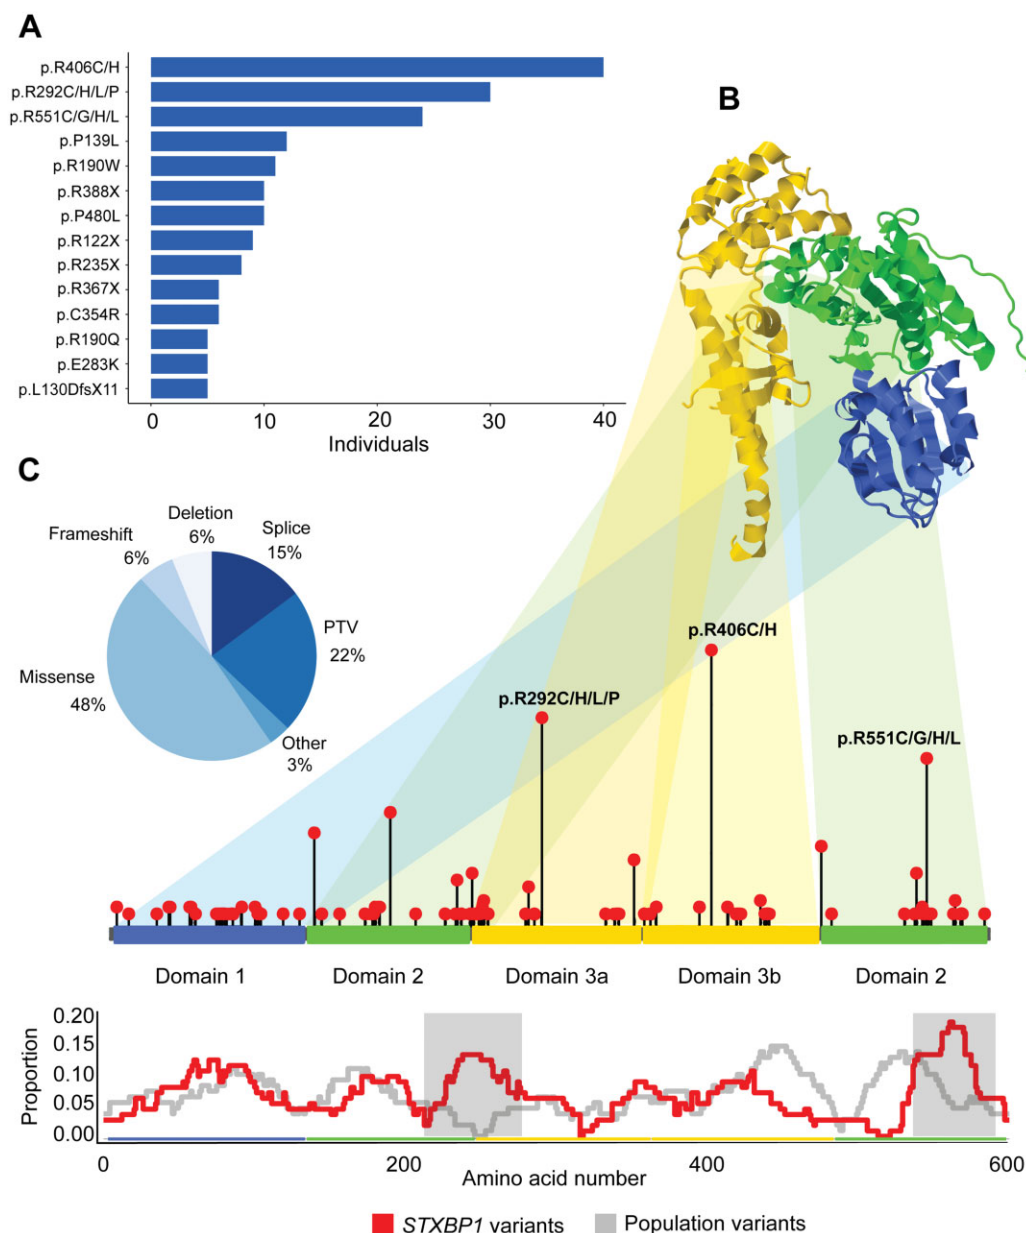 A
p.R406C/H
p.R292C/H/L/P
p.R551C/G/H/L
p.P139L
p.R190W
p.R388X
p.P480L
p.R122X
p.R235X
p.R367X
p.C354R
p.R190Q
p.E283K
p.L130DfsX11
0 10 20 30 40
Individuals
B
C
Deletion
6%
Frameshift
6%
Splice
15%
PTV
22%
Missense
48%
Other
3%
p.R406C/H
p.R292C/H/L/P
p.R551C/G/H/L
Domain 1 Domain 2 Domain 3a Domain 3b Domain 2
Proportion
0.20
0.15
0.10
0.05
0.00
0 200 400 600
Amino acid number
STXBP1 variants Population variants